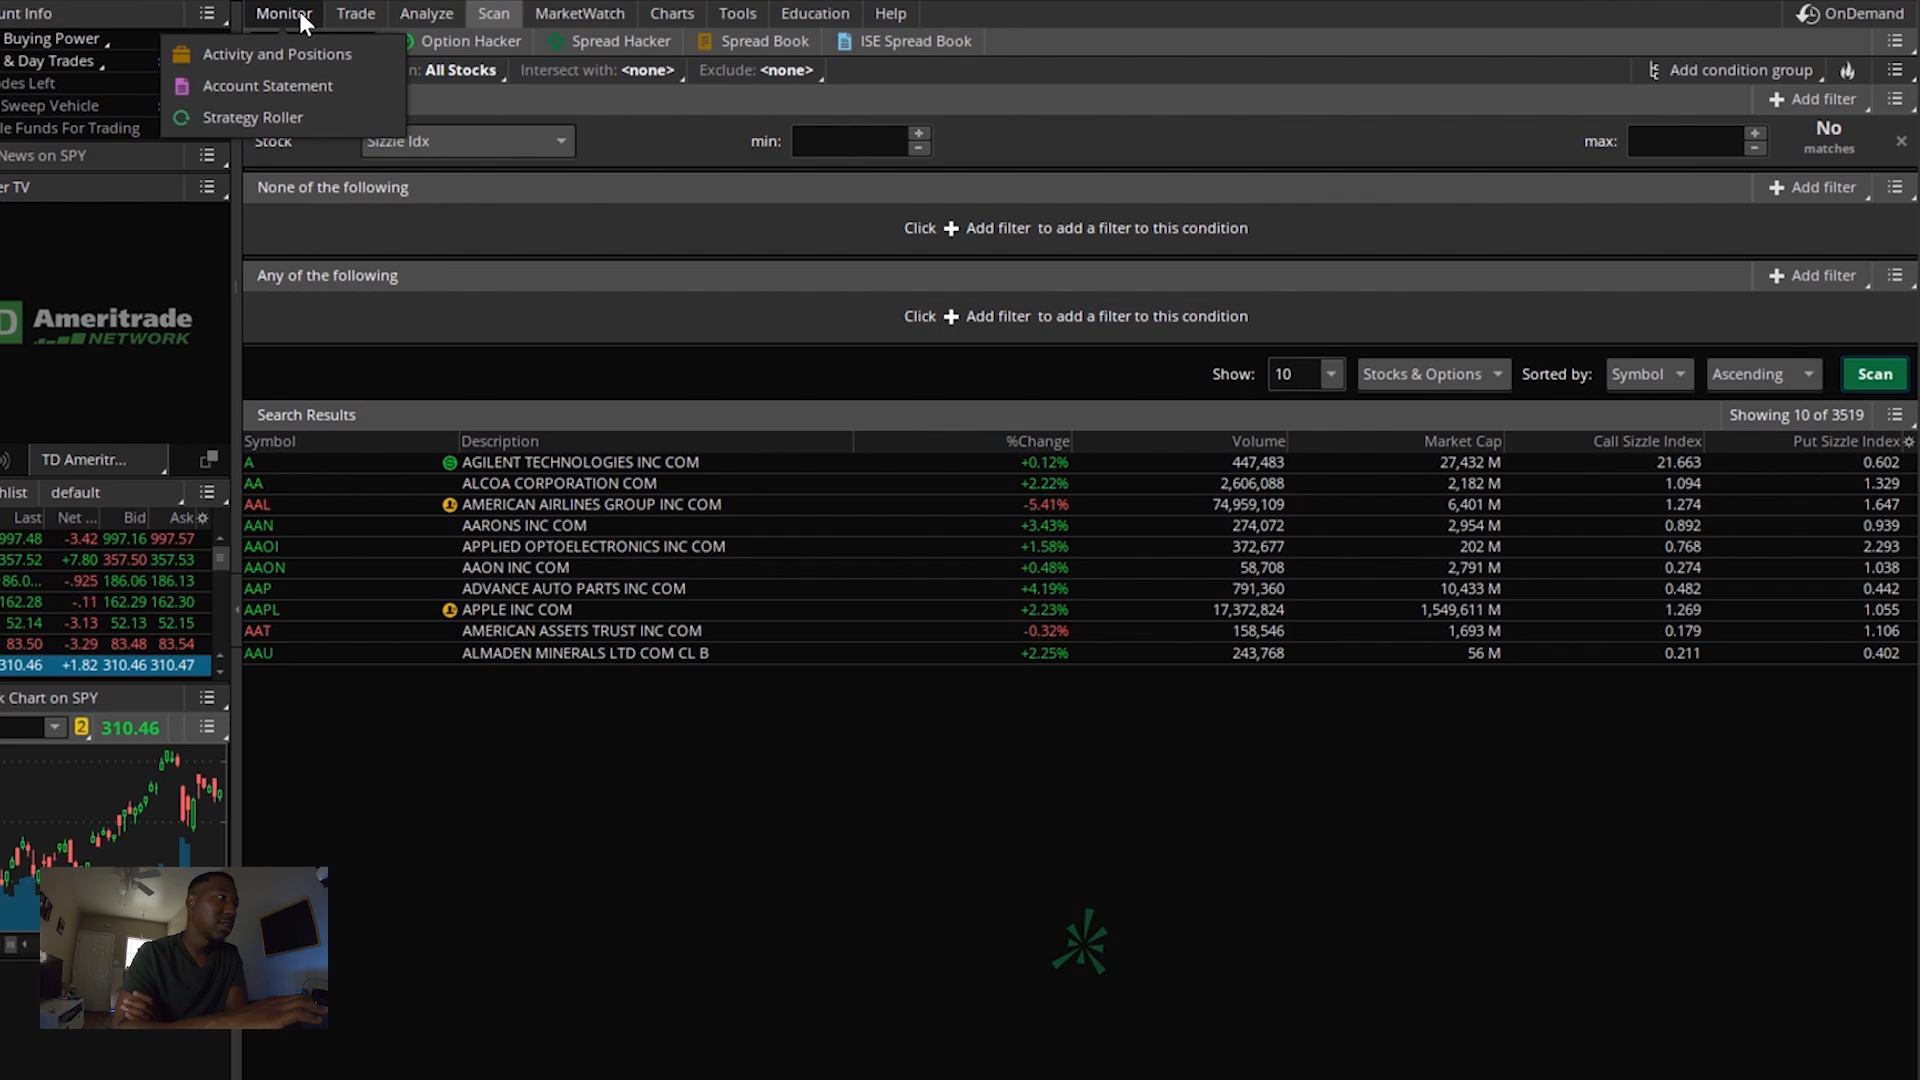 unt Info
Monitor Trade Analyze Scan MarketWatch Charts Tools Education Help OnDemand
Buying Power
Option Hacker Spread Hacker Spread Book ISE Spread Book
Activity and Positions
& Day Trades
n: All Stocks Intersect with: <none> Exclude: <none> Add condition group
des Left
Account Statement
Add filter
Sweep Vehicle
Strategy Roller
le Funds For Trading
Stock Sizzle Idx min: max: No matches
News on SPY
er TV
None of the following Add filter
Click + Add filter to add a filter to this condition
Any of the following Add filter
Click + Add filter to add a filter to this condition
D Ameritrade
NETWORK
Show: 10 Stocks & Options Sorted by: Symbol Ascending Scan
Search Results Showing 10 of 3519
Symbol Description %Change Volume Market Cap Call Sizzle Index Put Sizzle Index
A AGILENT TECHNOLOGIES INC COM +0.12% 447,483 27,432 M 21.663 0.602
AA ALCOA CORPORATION COM +2.22% 2,606,088 2,182 M 1.094 1.329
AAL AMERICAN AIRLINES GROUP INC COM -5.41% 74,959,109 6,401 M 1.274 1.647
AAN AARONS INC COM +3.43% 274,072 2,954 M 0.892 0.939
AAOI APPLIED OPTOELECTRONICS INC COM +1.58% 372,677 202 M 0.768 2.293
AAON AAON INC COM +0.48% 58,708 2,791 M 0.274 1.038
AAP ADVANCE AUTO PARTS INC COM +4.19% 791,360 10,433 M 0.482 0.442
AAPL APPLE INC COM +2.23% 17,372,824 1,549,611 M 1.269 1.055
AAT AMERICAN ASSETS TRUST INC COM -0.32% 158,546 1,693 M 0.179 1.106
AAU ALMADEN MINERALS LTD COM CL B +2.25% 243,768 56 M 0.211 0.402
TD Ameritr...
hlist default
Last Net ... Bid Ask
997.48 -3.42 997.16 997.57
357.52 +7.80 357.50 357.53
186.0... -.925 186.06 186.13
162.28 -.11 162.29 162.30
52.14 -3.13 52.13 52.15
83.50 -3.29 83.48 83.54
310.46 +1.82 310.46 310.47
k Chart on SPY
2 310.46